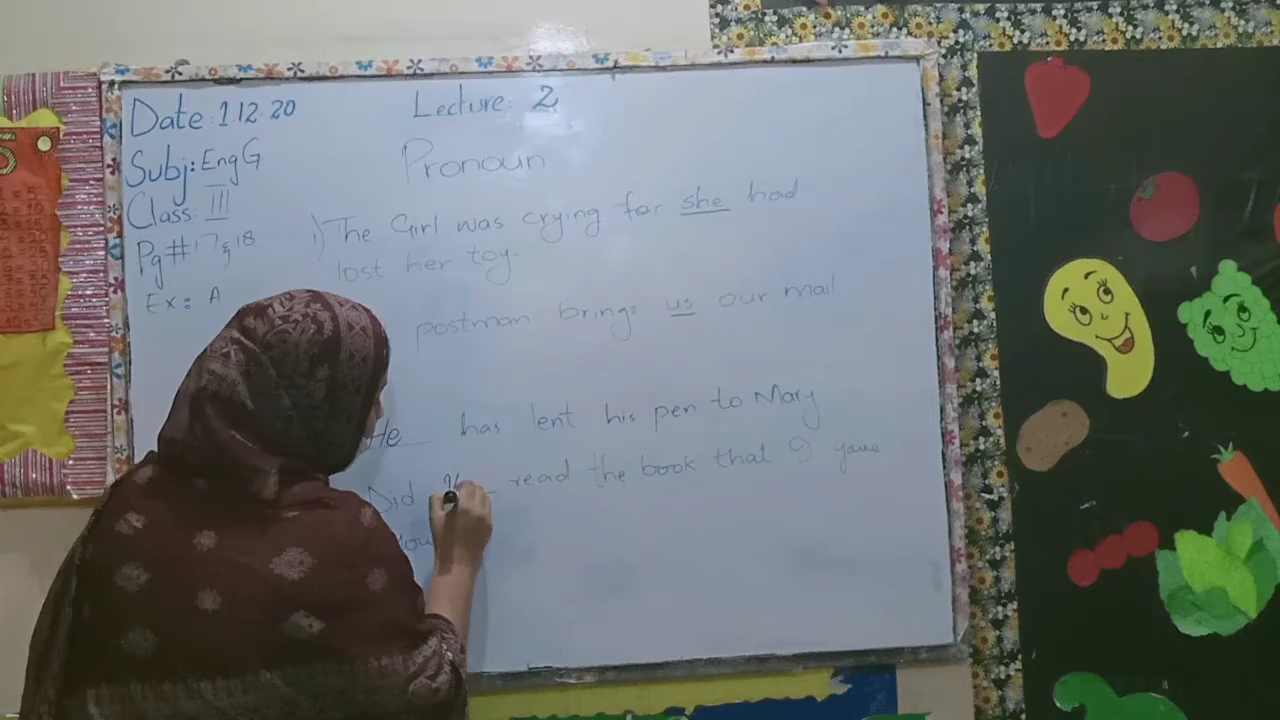 Date: 1.12.20
Lecture: 2
Subj: Eng G
Pronoun
Class: III
Pg# 17 & 18
Ex: A
1) The Girl was crying for she had
lost her toy.
postman brings us our mail
He has lent his pen to Mary
Did read the book that I gave
5